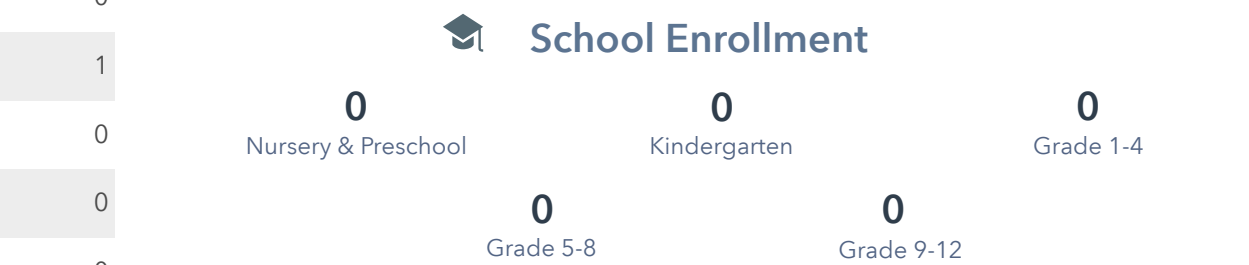 1
0
0
School Enrollment
0 0 0
Nursery & Preschool Kindergarten Grade 1-4
0 0
Grade 5-8 Grade 9-12